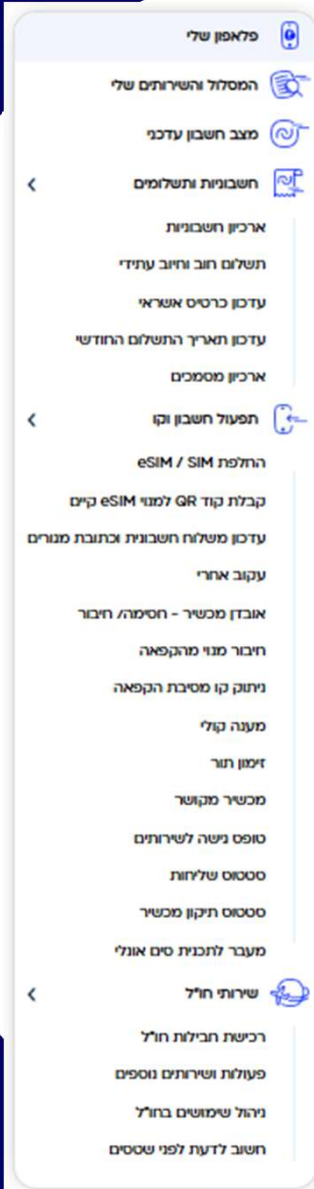 פלאפון שלי
המסלול והשירותים שלי
מצב חשבון עדכני
חשבוניות ותשלומים
ארכיון חשבוניות
תשלום חוב וחיוב עתידי
עדכון כרטיס אשראי
עדכון תאריך התשלום החודשי
ארכיון מסמכים
תפעול חשבון וקו
החלפת eSIM / SIM
קבלת קוד QR למנוי eSIM קיים
עדכון משלוח חשבונית וכתובת מגורים
עקוב אחרי
אובדן מכשיר - חסימה/ חיבור
חיבור מנוי מהקפאה
ניתוק קו מסיבת הקפאה
מענה קולי
זימון תור
מכשיר מקושר
טופס גישה לשירותים
סטטוס שליחות
סטטוס תיקון מכשיר
מעבר לתכנית סים אונלי
שירותי חו"ל
רכישת חבילות חו"ל
פעולות ושירותים נוספים
ניהול שימושים בחו"ל
חשוב לדעת לפני שטסים